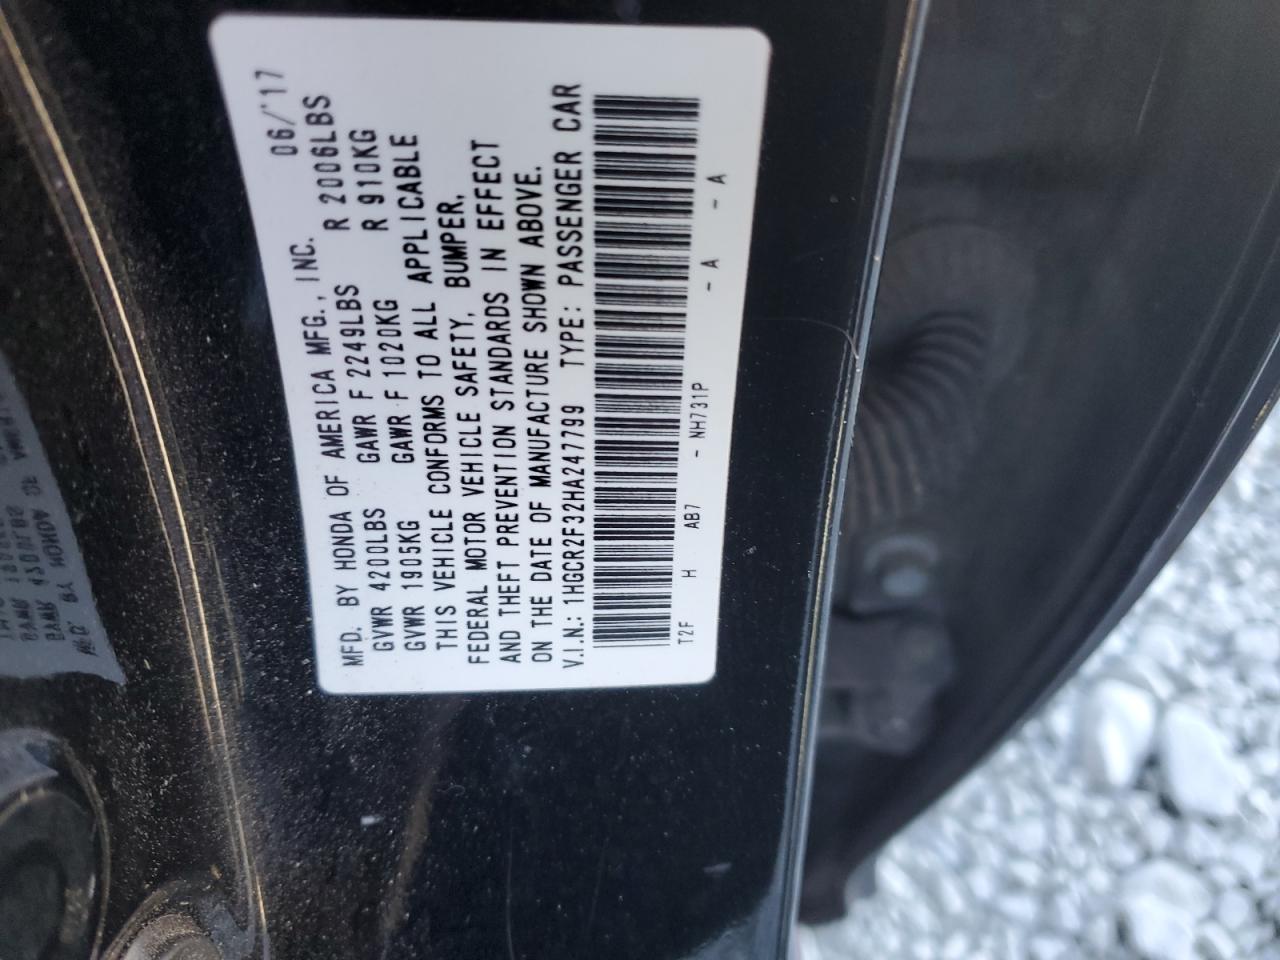 MFD. BY HONDA OF AMERICA MFG., INC. 06/'17
GVWR 4200LBS GAWR F 2249LBS R 2006LBS
GVWR 1905KG GAWR F 1020KG R 910KG
THIS VEHICLE CONFORMS TO ALL APPLICABLE
FEDERAL MOTOR VEHICLE SAFETY, BUMPER,
AND THEFT PREVENTION STANDARDS IN EFFECT
ON THE DATE OF MANUFACTURE SHOWN ABOVE.
V.I.N.: 1HGCR2F32HA247799 TYPE: PASSENGER CAR
T2F H AB7 - NH731P - A - A